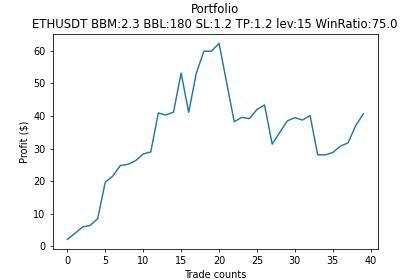 Portfolio
ETHUSDT BBM:2.3 BBL:180 SL:1.2 TP:1.2 lev:15 WinRatio:75.0
Profit ($)
60
50
40
30
20
10
0
0 5 10 15 20 25 30 35 40
Trade counts